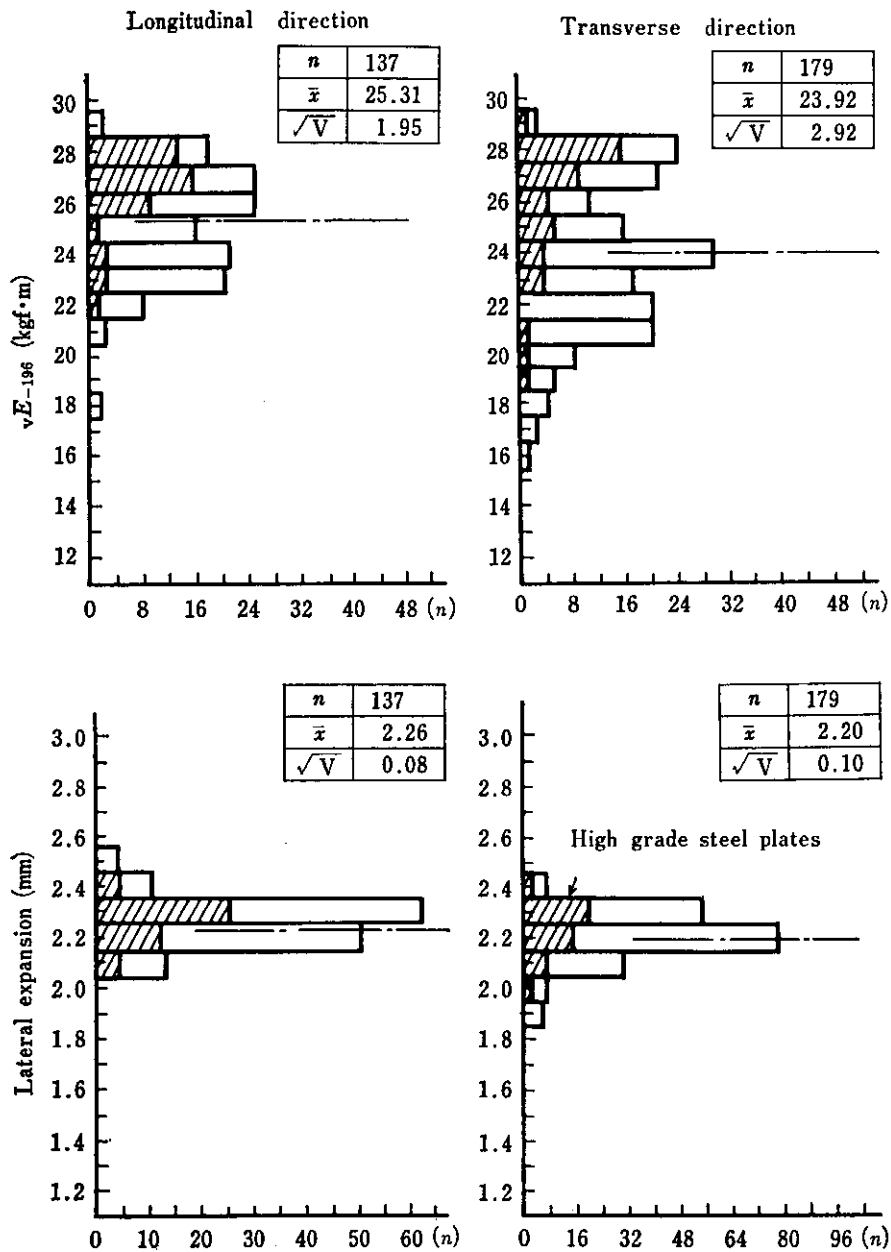 Longitudinal direction
n 137
x̄ 25.31
√V 1.95
30
28
26
24
22
20
18
16
14
12
vE−196 (kgf·m)
0 8 16 24 32 40 48 (n)
Transverse direction
n 179
x̄ 23.92
√V 2.92
30
28
26
24
22
20
18
16
14
12
0 8 16 24 32 40 48 (n)
n 137
x̄ 2.26
√V 0.08
3.0
2.8
2.6
2.4
2.2
2.0
1.8
1.6
1.4
1.2
Lateral expansion (mm)
0 10 20 30 40 50 60 (n)
n 179
x̄ 2.20
√V 0.10
High grade steel plates
3.0
2.8
2.6
2.4
2.2
2.0
1.8
1.6
1.4
1.2
0 16 32 48 64 80 96 (n)